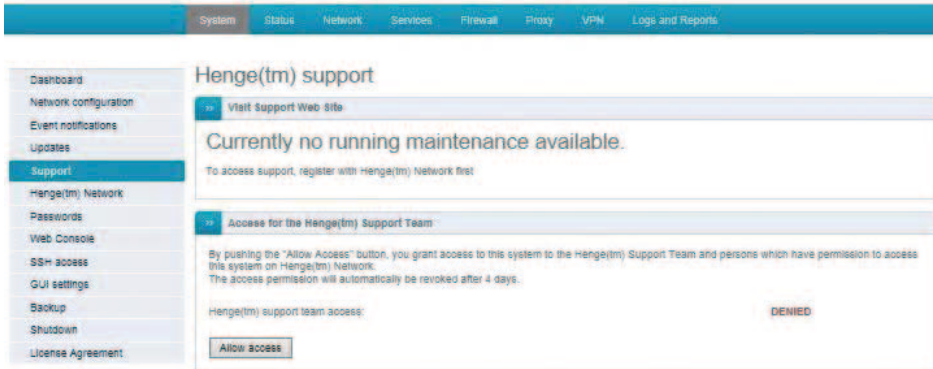 System Status Network Services Firewall Proxy VPN Logs and Reports
Dashboard
Network configuration
Event notifications
Updates
Support
Henge(tm) Network
Passwords
Web Console
SSH access
GUI settings
Backup
Shutdown
License Agreement
Henge(tm) support
>> Visit Support Web Site
Currently no running maintenance available.
To access support, register with Henge(tm) Network first
>> Access for the Henge(tm) Support Team
By pushing the "Allow Access" button, you grant access to this system to the Henge(tm) Support Team and persons which have permission to access
this system on Henge(tm) Network.
The access permission will automatically be revoked after 4 days.
Henge(tm) support team access: DENIED
Allow access